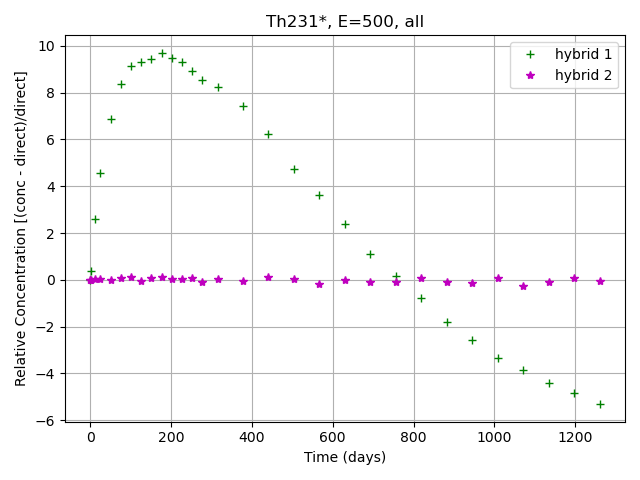 Th231*, E=500, all
Relative Concentration [(conc - direct)/direct]
10
8
6
4
2
0
−2
−4
−6
hybrid 1
hybrid 2
0 200 400 600 800 1000 1200
Time (days)